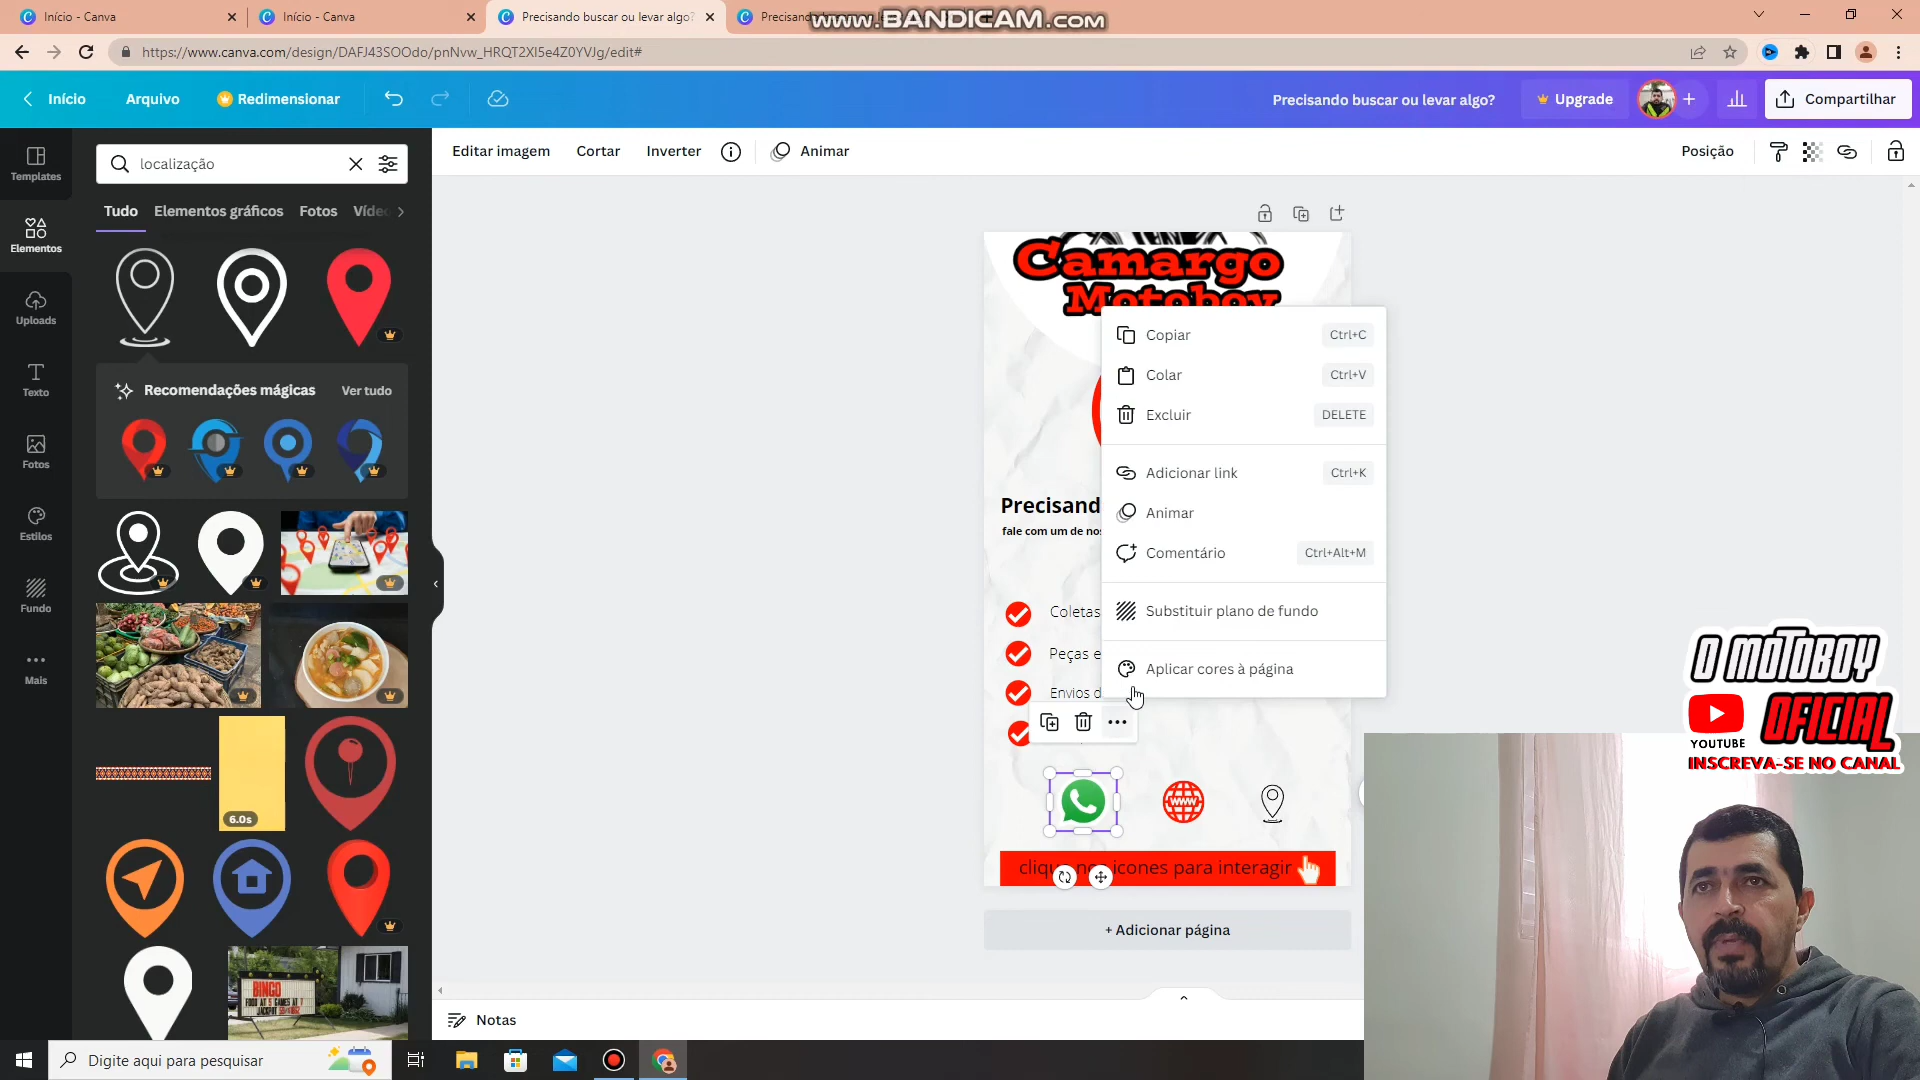 Início - Canva
Início - Canva
Precisando buscar ou levar algo?
www.BANDICAM.com
https://www.canva.com/design/DAFJ43SOOdo/pnNvw_HRQT2Xl5e4Z0YVJg/edit#
Início
Arquivo
Redimensionar
Precisando buscar ou levar algo?
Upgrade
Compartilhar
Templates
Elementos
Uploads
Texto
Fotos
Estilos
Fundo
Mais
localização
Tudo
Elementos gráficos
Fotos
Recomendações mágicas
Ver tudo
6.0s
BINGO
Editar imagem
Cortar
Inverter
Animar
Posição
Camargo
Motoboy
fale com um de
Coletas
Peças e
Envios
Copiar
Ctrl+C
Colar
Ctrl+V
Excluir
DELETE
Adicionar link
Ctrl+K
Animar
Comentário
Ctrl+Alt+M
Substituir plano de fundo
Aplicar cores à página
www
icones para interagir
+ Adicionar página
Notas
O MOTOBOY
OFICIAL
YOUTUBE
INSCREVA-SE NO CANAL
Digite aqui para pesquisar